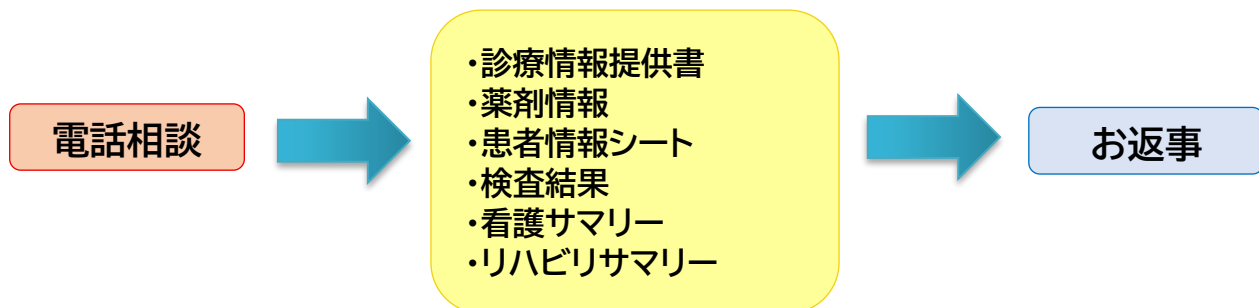 電話相談
・診療情報提供書
・薬剤情報
・患者情報シート
・検査結果
・看護サマリー
・リハビリサマリー
お返事